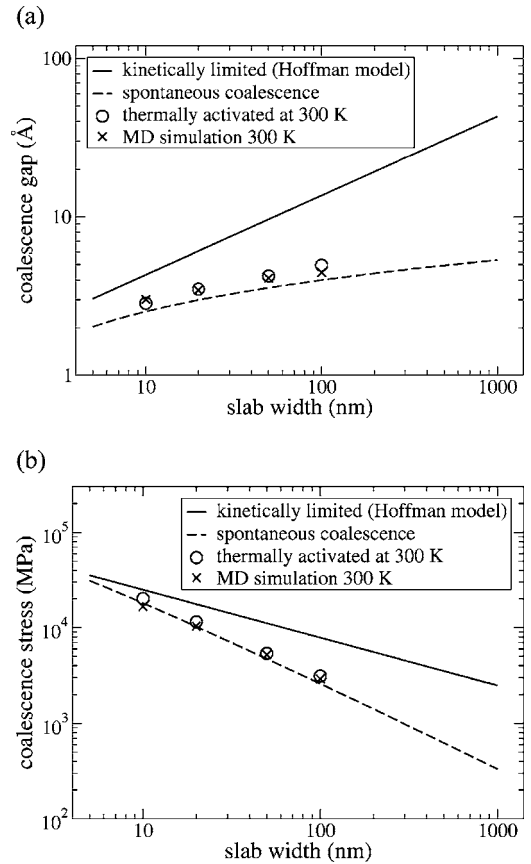 (a)
100
kinetically limited (Hoffman model)
spontaneous coalescence
thermally activated at 300 K
MD simulation 300 K
10
1
coalescence gap (Å)
10
100
1000
slab width (nm)
(b)
10^5
kinetically limited (Hoffman model)
spontaneous coalescence
thermally activated at 300 K
MD simulation 300 K
10^4
10^3
10^2
coalescence stress (MPa)
10
100
1000
slab width (nm)